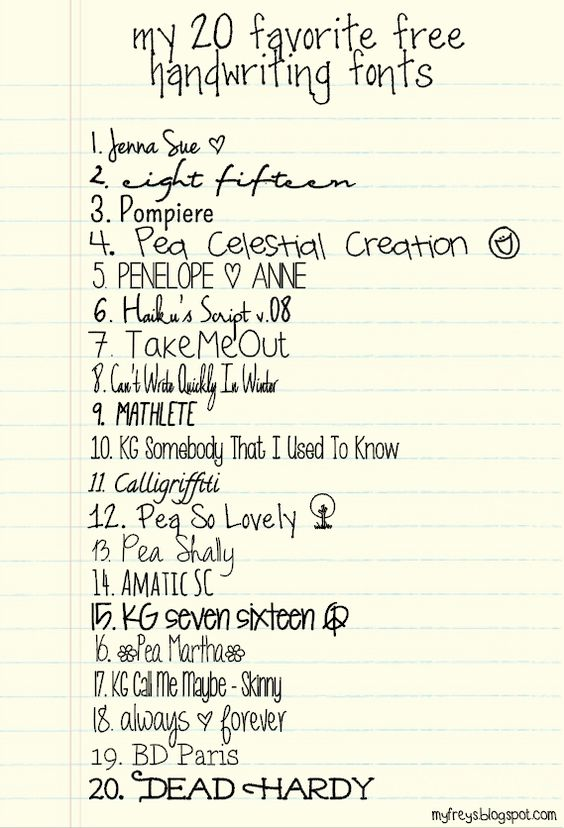 my 20 favorite free
handwriting fonts
1. Jenna Sue ♡
2. eight fifteen
3. Pompiere
4. Pea Celestial Creation
5. PENELOPE ♡ ANNE
6. Haiku's Script v.08
7. TakeMeOut
8. Can't Write Quickly In Winter
9. MATHLETE
10. KG Somebody That I Used To Know
11. Calligriffiti
12. Pea So Lovely
13. Pea Shally
14. AMATIC SC
15. KG seven sixteen
16. Pea Martha
17. KG Call Me Maybe - Skinny
18. always ♡ forever
19. BD Paris
20. DEAD HARDY
myfreys.blogspot.com